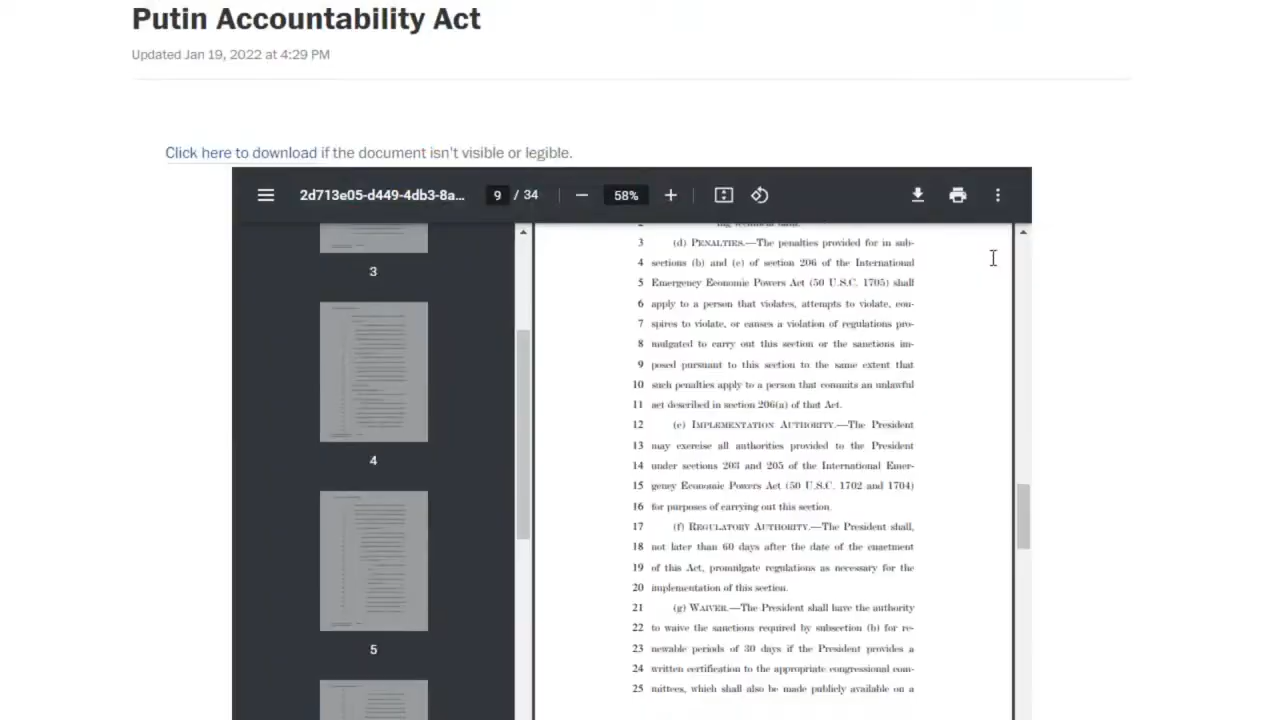 Putin Accountability Act
Updated Jan 19, 2022 at 4:29 PM
Click here to download if the document isn't visible or legible.
2d713e05-d449-4db3-8a... 9 / 34 58%
3
4
5
3 (d) PENALTIES.—The penalties provided for in sub-
4 sections (b) and (c) of section 206 of the International
5 Emergency Economic Powers Act (50 U.S.C. 1705) shall
6 apply to a person that violates, attempts to violate, con-
7 spires to violate, or causes a violation of regulations pro-
8 mulgated to carry out this section or the sanctions im-
9 posed pursuant to this section to the same extent that
10 such penalties apply to a person that commits an unlawful
11 act described in section 206(a) of that Act.
12 (e) IMPLEMENTATION AUTHORITY.—The President
13 may exercise all authorities provided to the President
14 under sections 203 and 205 of the International Emer-
15 gency Economic Powers Act (50 U.S.C. 1702 and 1704)
16 for purposes of carrying out this section.
17 (f) REGULATORY AUTHORITY.—The President shall,
18 not later than 60 days after the date of the enactment
19 of this Act, promulgate regulations as necessary for the
20 implementation of this section.
21 (g) WAIVER.—The President shall have the authority
22 to waive the sanctions required by subsection (b) for re-
23 newable periods of 30 days if the President provides a
24 written certification to the appropriate congressional com-
25 mittees, which shall also be made publicly available on a